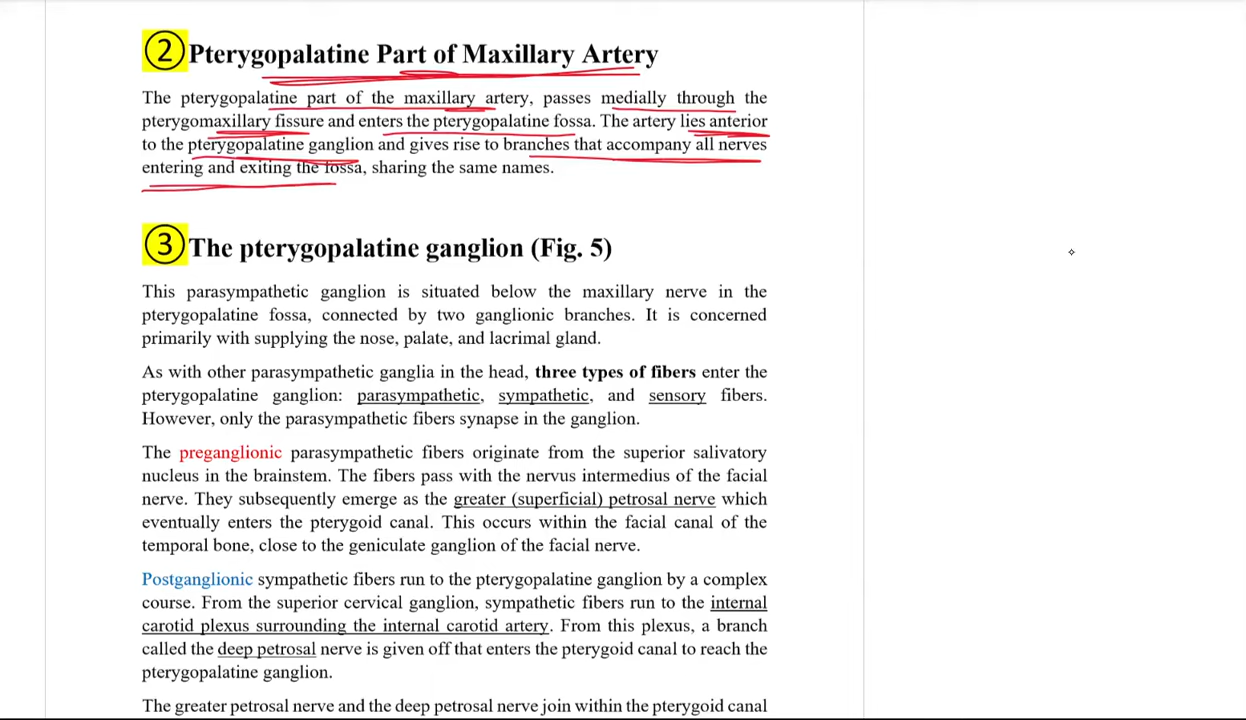 ② Pterygopalatine Part of Maxillary Artery
The pterygopalatine part of the maxillary artery, passes medially through the
pterygomaxillary fissure and enters the pterygopalatine fossa. The artery lies anterior
to the pterygopalatine ganglion and gives rise to branches that accompany all nerves
entering and exiting the fossa, sharing the same names.
③ The pterygopalatine ganglion (Fig. 5)
This parasympathetic ganglion is situated below the maxillary nerve in the
pterygopalatine fossa, connected by two ganglionic branches. It is concerned
primarily with supplying the nose, palate, and lacrimal gland.
As with other parasympathetic ganglia in the head, three types of fibers enter the
pterygopalatine ganglion: parasympathetic, sympathetic, and sensory fibers.
However, only the parasympathetic fibers synapse in the ganglion.
The preganglionic parasympathetic fibers originate from the superior salivatory
nucleus in the brainstem. The fibers pass with the nervus intermedius of the facial
nerve. They subsequently emerge as the greater (superficial) petrosal nerve which
eventually enters the pterygoid canal. This occurs within the facial canal of the
temporal bone, close to the geniculate ganglion of the facial nerve.
Postganglionic sympathetic fibers run to the pterygopalatine ganglion by a complex
course. From the superior cervical ganglion, sympathetic fibers run to the internal
carotid plexus surrounding the internal carotid artery. From this plexus, a branch
called the deep petrosal nerve is given off that enters the pterygoid canal to reach the
pterygopalatine ganglion.
The greater petrosal nerve and the deep petrosal nerve join within the pterygoid canal